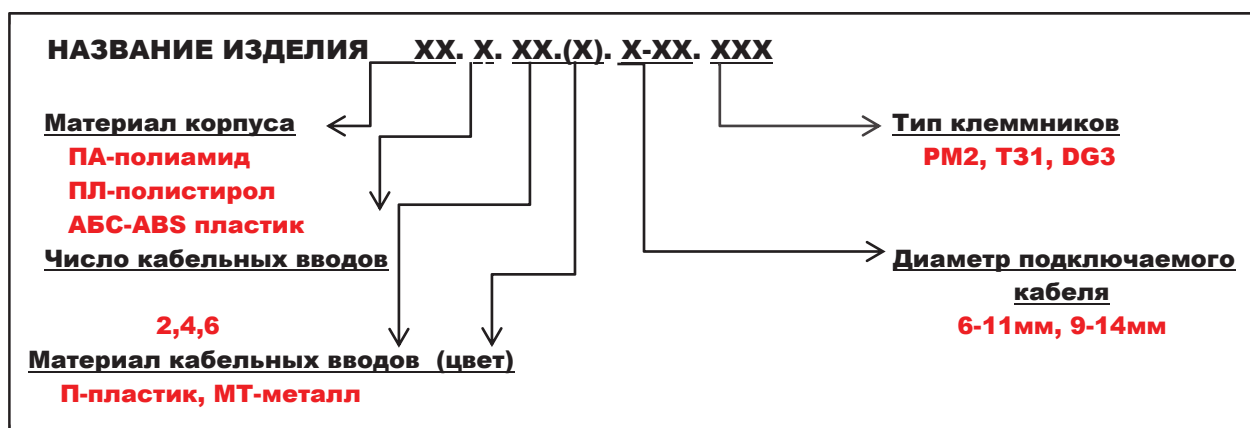 НАЗВАНИЕ ИЗДЕЛИЯ XX. X. XX.(X). X-XX. XXX
Материал корпуса
ПА-полиамид
ПЛ-полистирол
АБС-ABS пластик
Число кабельных вводов
2,4,6
Материал кабельных вводов (цвет)
П-пластик, МТ-металл
Тип клеммников
РМ2, Т31, DG3
Диаметр подключаемого
кабеля
6-11мм, 9-14мм